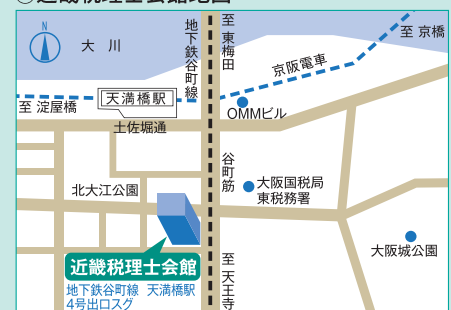 近畿税理士会館地図
N
大川
地下鉄谷町線
至 東梅田
至 京橋
京阪電車
至 淀屋橋
天満橋駅
OMMビル
土佐堀通
谷町筋
北大江公園
大阪国税局
東税務署
大阪城公園
近畿税理士会館
至 天王寺
地下鉄谷町線 天満橋駅
4号出口スグ